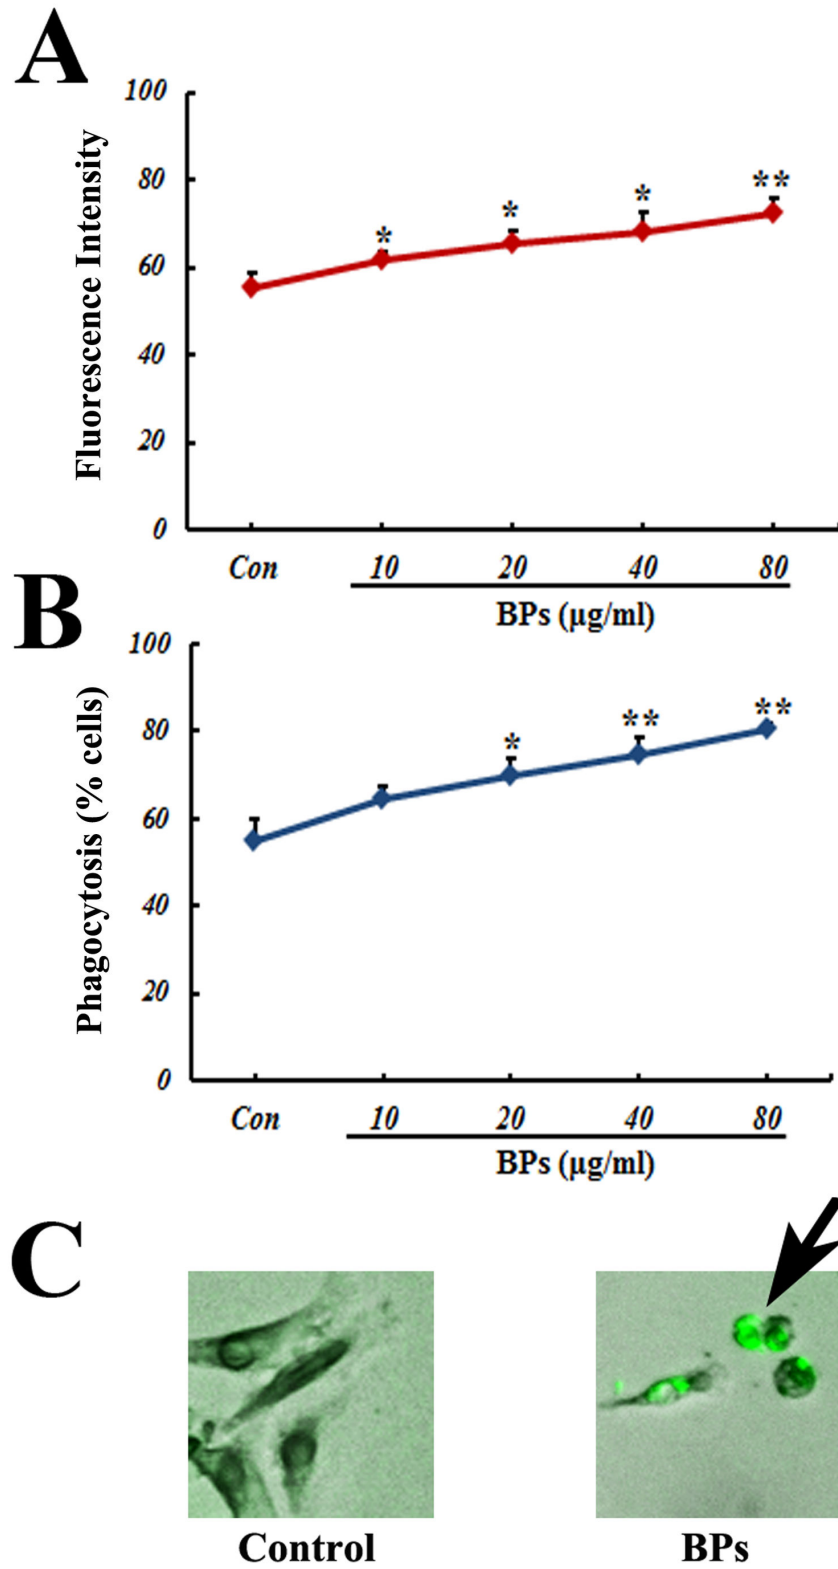 A
Fluorescence Intensity
100
80
60
40
20
0
* * * **
Con 10 20 40 80
BPs (μg/ml)
B
Phagocytosis (% cells)
100
80
60
40
20
0
* ** **
Con 10 20 40 80
BPs (μg/ml)
C
Control BPs